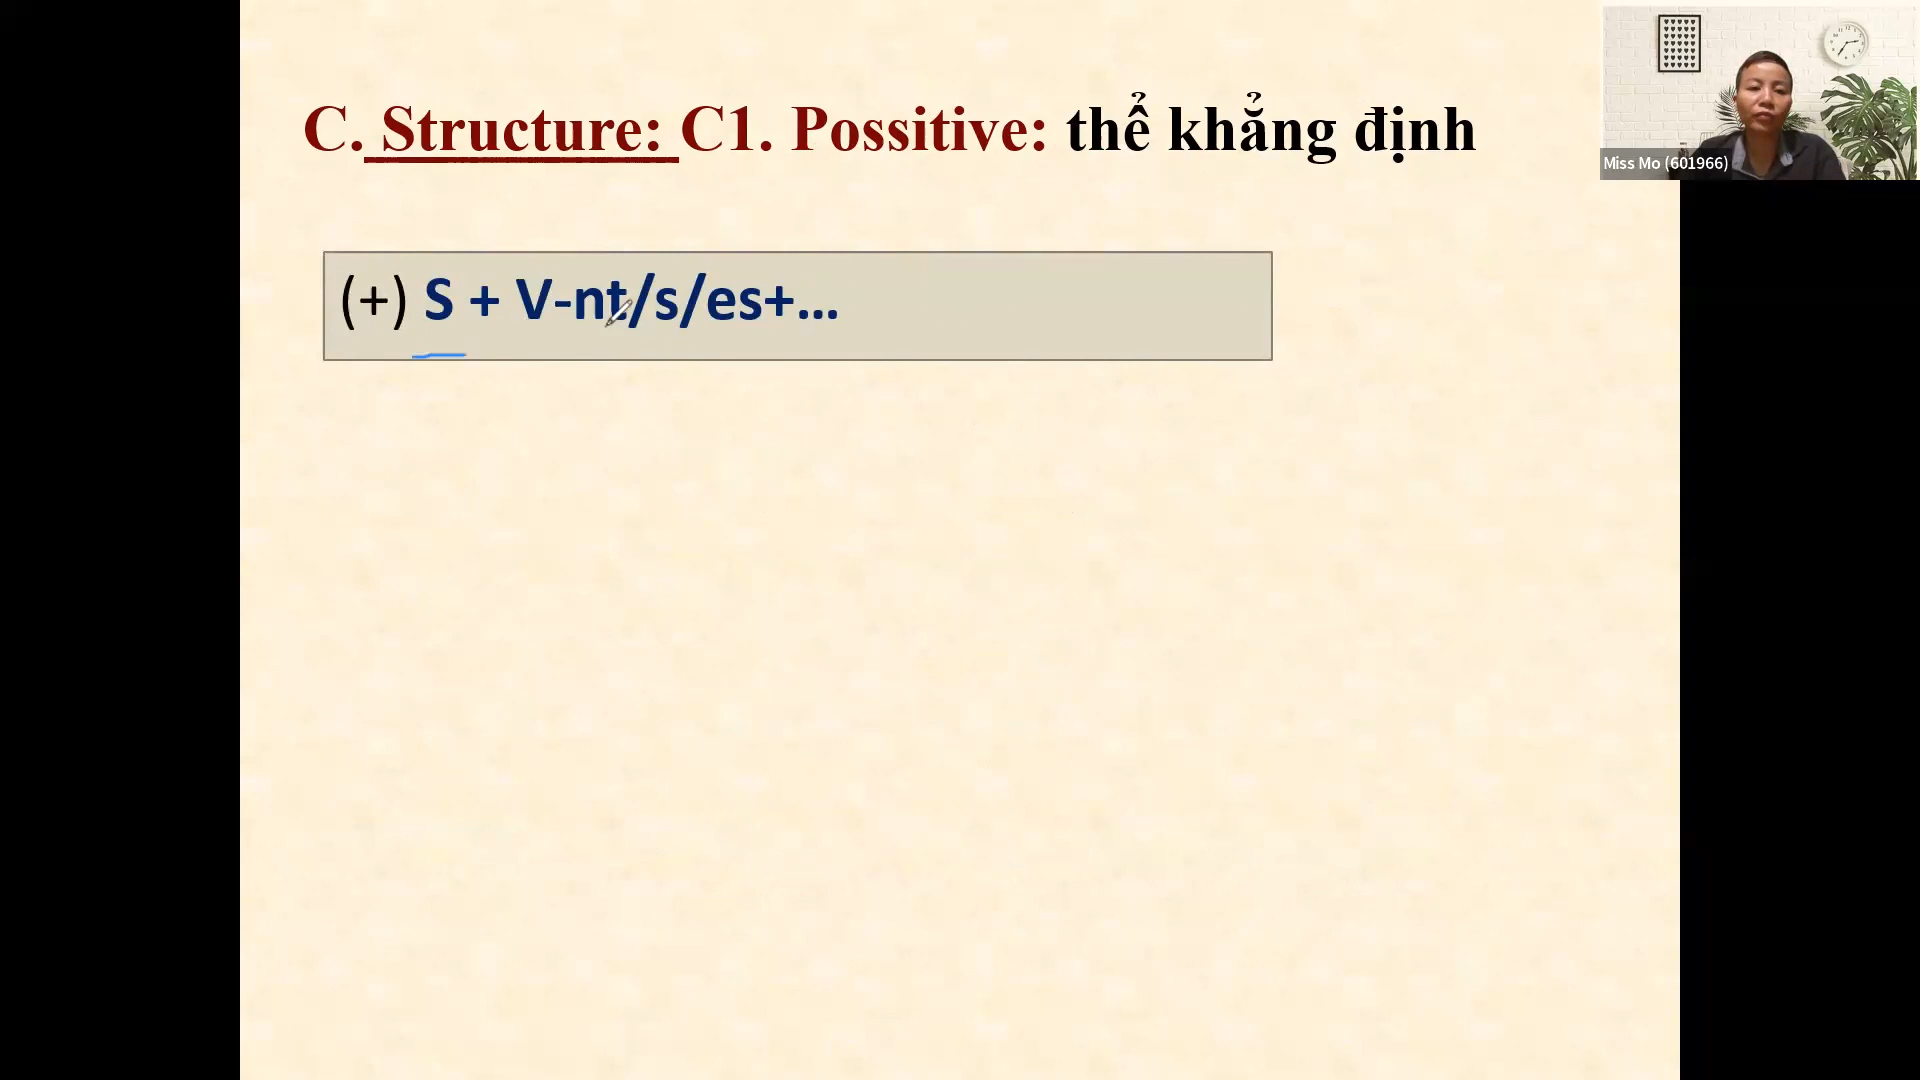 C. Structure: C1. Possitive: thể khẳng định
(+) S + V-nt/s/es+...
Miss Mo (601966)